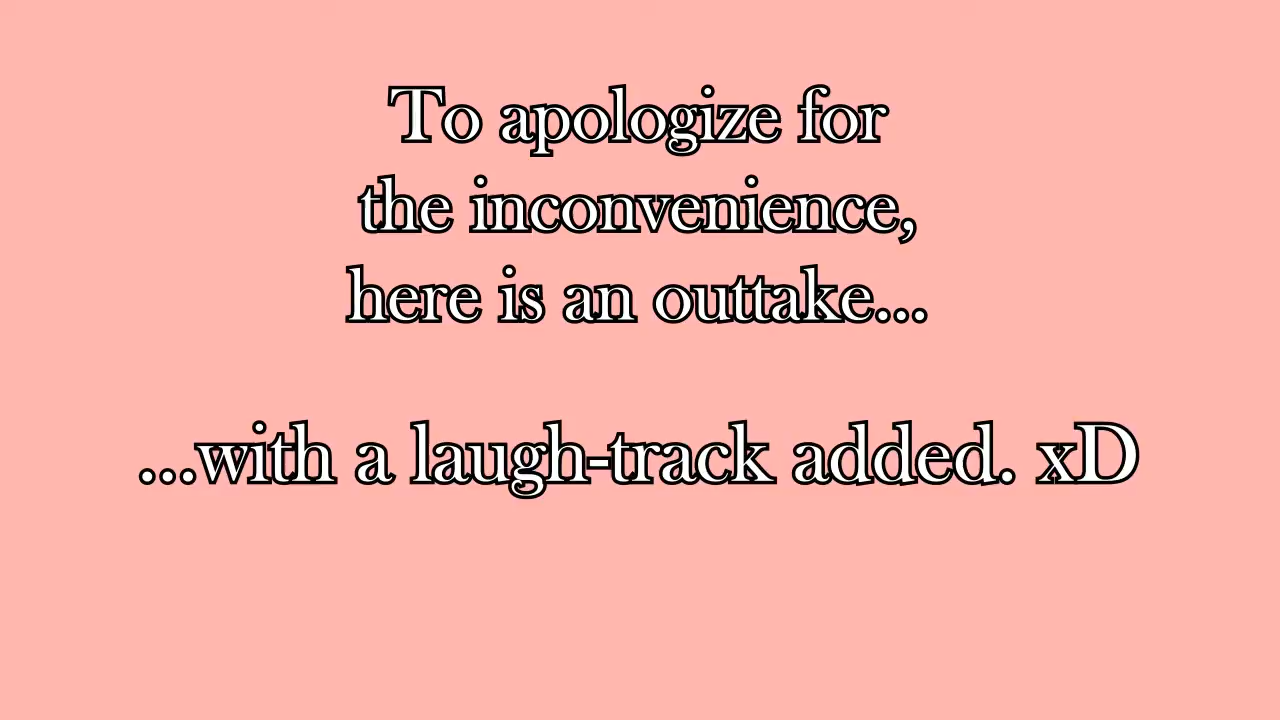 To apologize for
the inconvenience,
here is an outtake...
...with a laugh-track added. xD